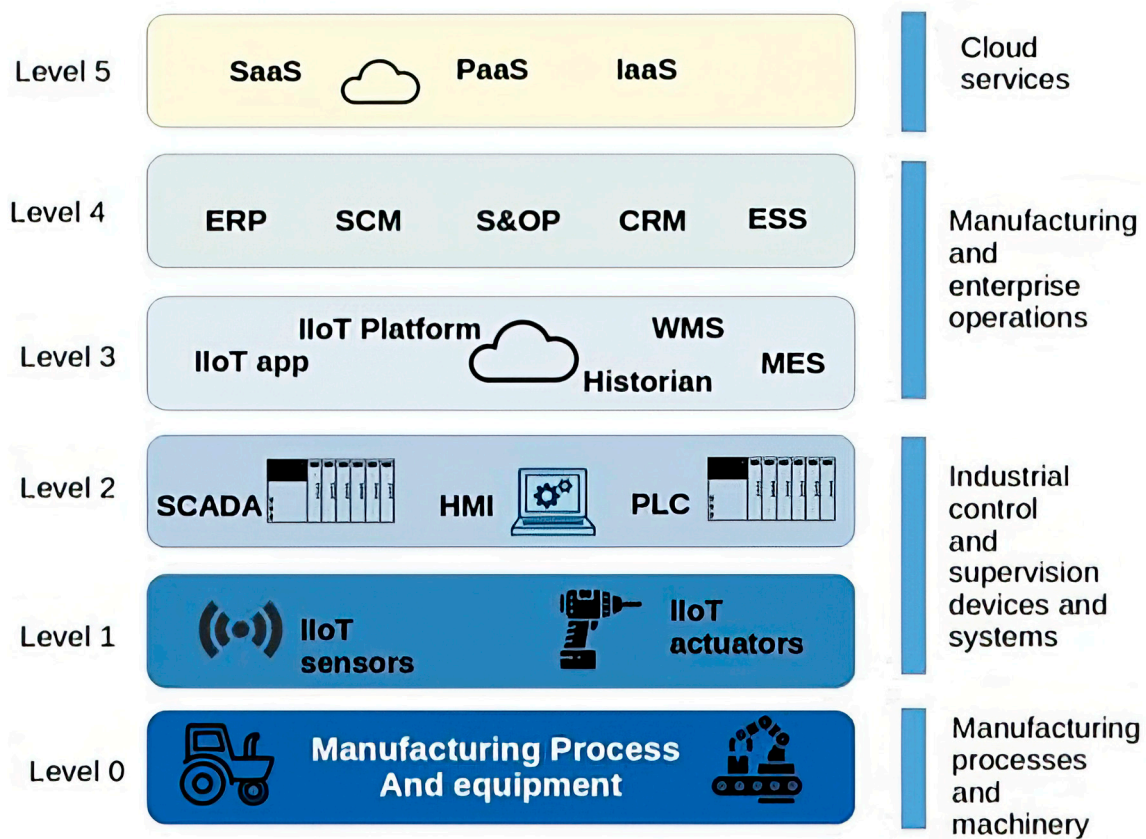 Level 5
SaaS
PaaS
IaaS
Cloud
services
Level 4
ERP
SCM
S&OP
CRM
ESS
Manufacturing
and
enterprise
operations
Level 3
IIoT Platform
WMS
IIoT app
MES
Historian
Level 2
SCADA
HMI
PLC
Industrial
control
and
supervision
devices and
systems
Level 1
IIoT
sensors
IIoT
actuators
Level 0
Manufacturing Process
And equipment
Manufacturing
processes
and
machinery